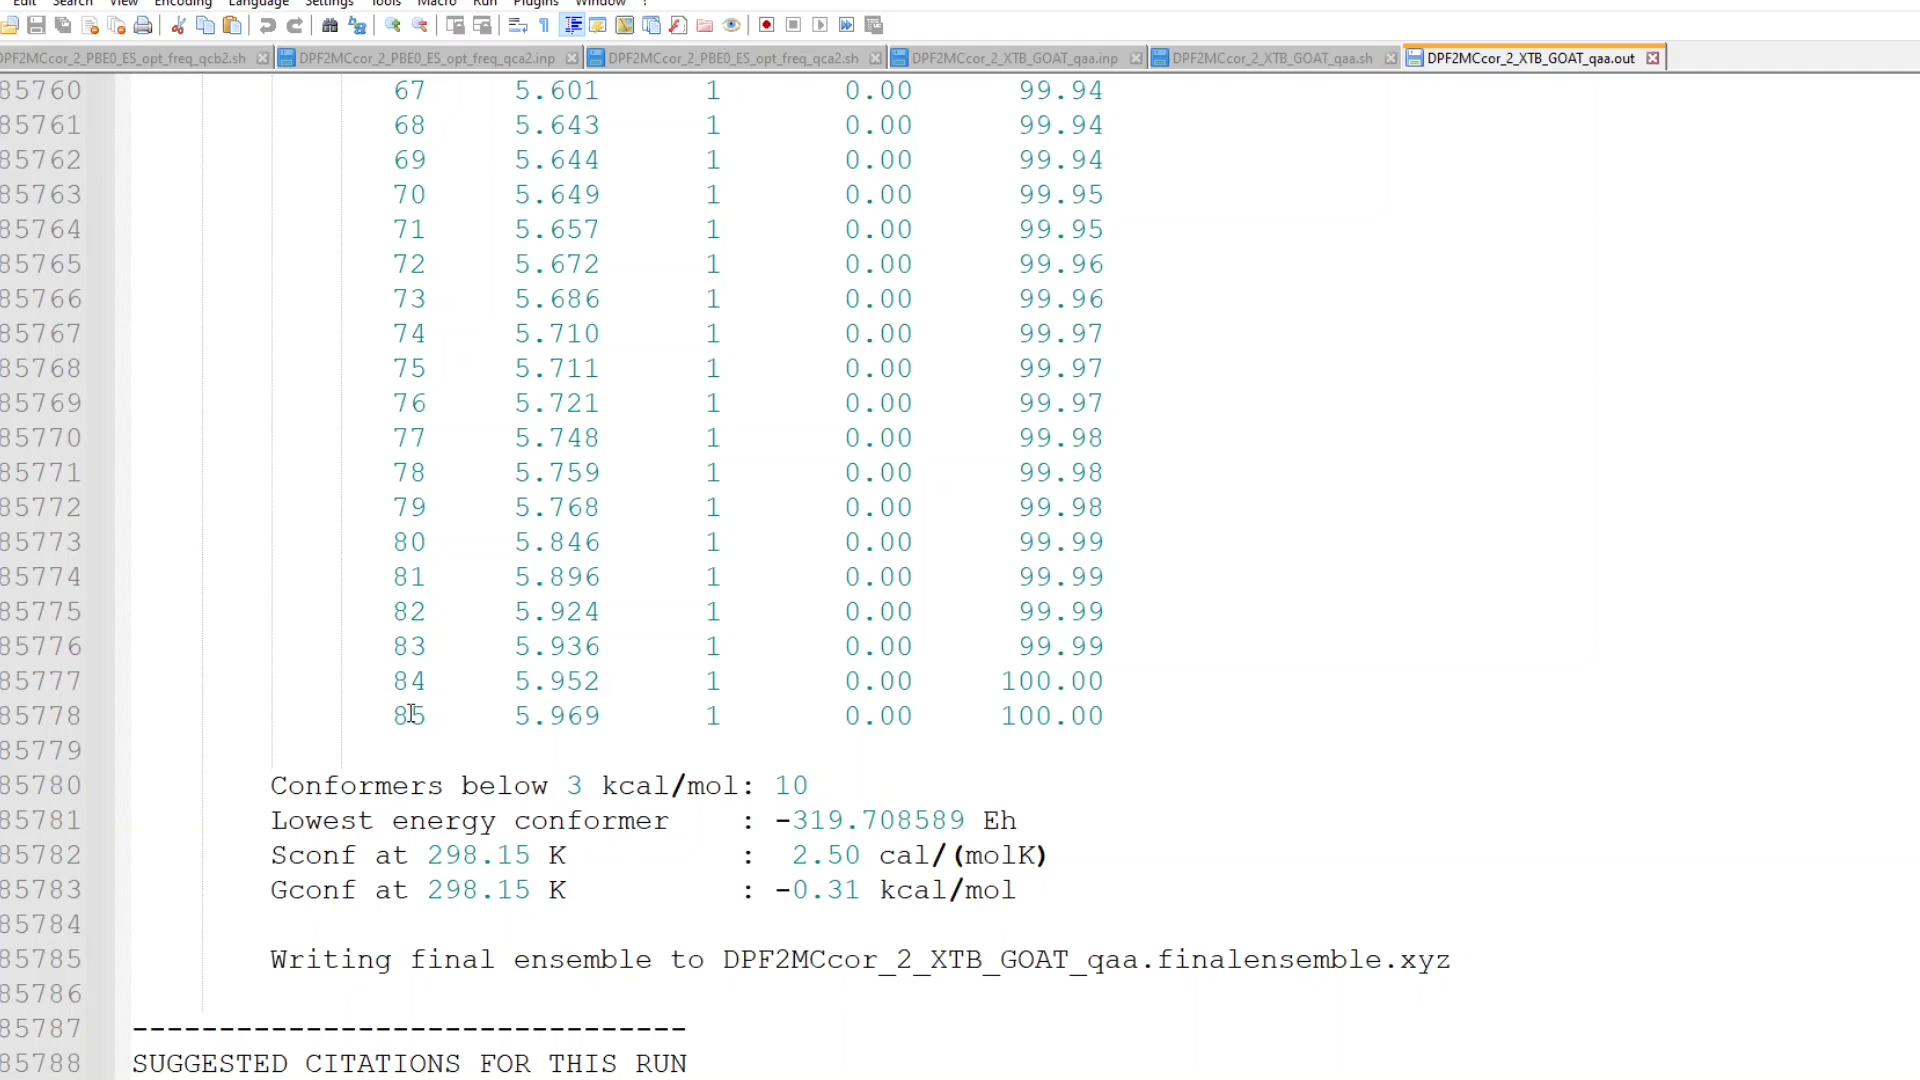 Edit Search View Encoding Language Settings Tools Macro Run Plugins Window ?
DPF2MCcor_2_PBE0_ES_opt_freq_qcb2.sh DPF2MCcor_2_PBE0_ES_opt_freq_qca2.inp DPF2MCcor_2_PBE0_ES_opt_freq_qca2.sh DPF2MCcor_2_XTB_GOAT_qaa.inp DPF2MCcor_2_XTB_GOAT_qaa.sh DPF2MCcor_2_XTB_GOAT_qaa.out
85760 67 5.601 1 0.00 99.94
85761 68 5.643 1 0.00 99.94
85762 69 5.644 1 0.00 99.94
85763 70 5.649 1 0.00 99.95
85764 71 5.657 1 0.00 99.95
85765 72 5.672 1 0.00 99.96
85766 73 5.686 1 0.00 99.96
85767 74 5.710 1 0.00 99.97
85768 75 5.711 1 0.00 99.97
85769 76 5.721 1 0.00 99.97
85770 77 5.748 1 0.00 99.98
85771 78 5.759 1 0.00 99.98
85772 79 5.768 1 0.00 99.98
85773 80 5.846 1 0.00 99.99
85774 81 5.896 1 0.00 99.99
85775 82 5.924 1 0.00 99.99
85776 83 5.936 1 0.00 99.99
85777 84 5.952 1 0.00 100.00
85778 85 5.969 1 0.00 100.00
85779
85780 Conformers below 3 kcal/mol: 10
85781 Lowest energy conformer : -319.708589 Eh
85782 Sconf at 298.15 K : 2.50 cal/(molK)
85783 Gconf at 298.15 K : -0.31 kcal/mol
85784
85785 Writing final ensemble to DPF2MCcor_2_XTB_GOAT_qaa.finalensemble.xyz
85786
85787 --------------------------------
85788 SUGGESTED CITATIONS FOR THIS RUN